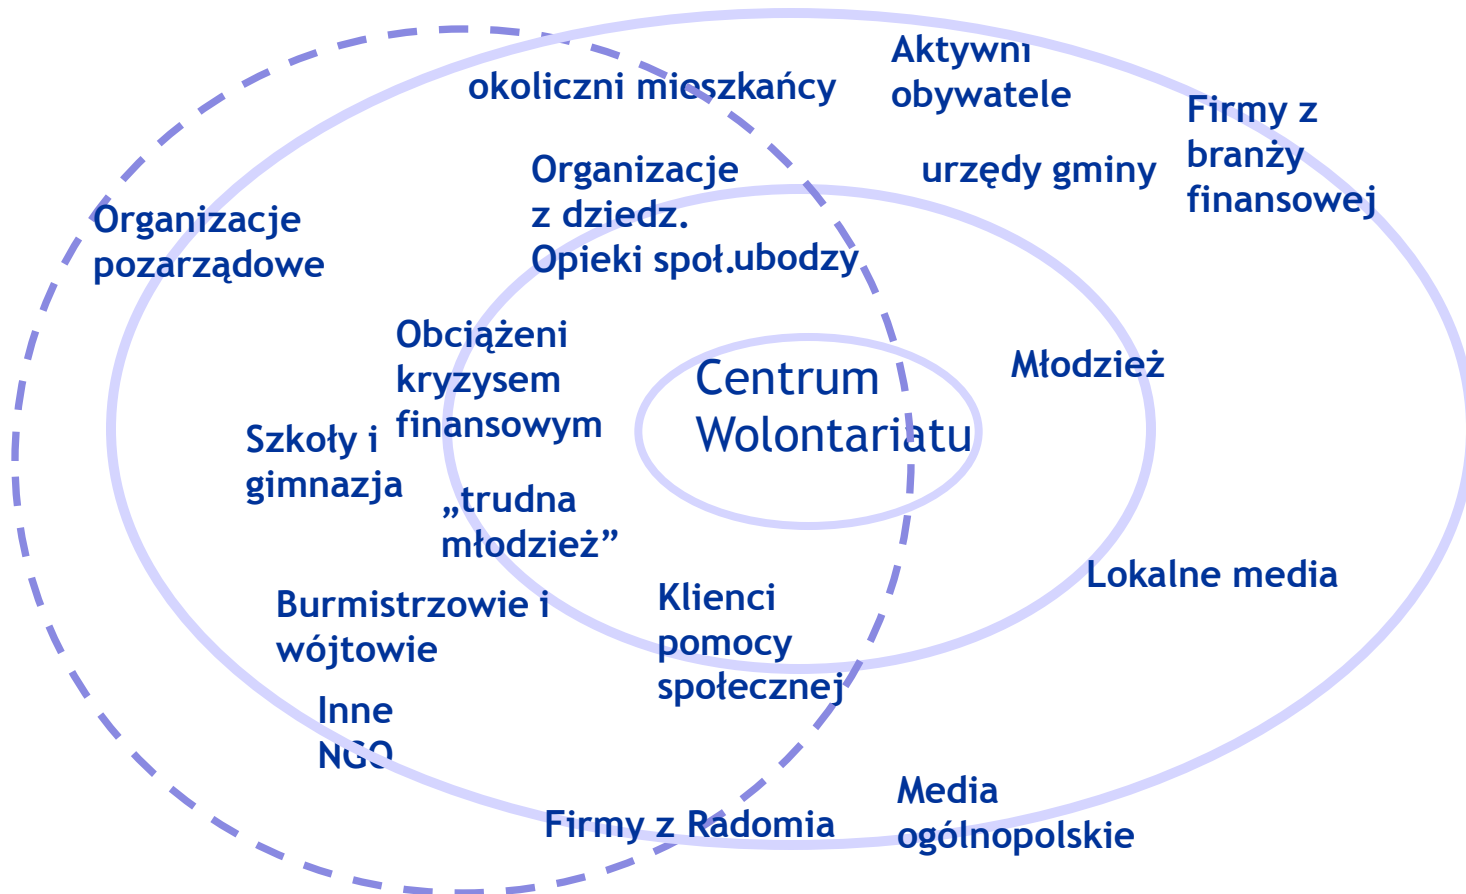 Aktywni
obywatele
okoliczni mieszkańcy
Firmy z
branży
finansowej
Organizacje
z dziedz.
Opieki społ.
urzędy gminy
Organizacje
pozarządowe
ubodzy
Obciążeni
kryzysem
finansowym
Centrum
Wolontariatu
Młodzież
Szkoły i
gimnazja
„trudna
młodzież”
Lokalne media
Burmistrzowie i
wójtowie
Klienci
pomocy
społecznej
Inne
NGO
Firmy z Radomia
Media
ogólnopolskie